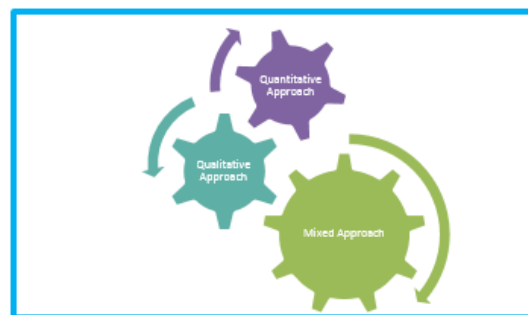 Quantitative
Approach
Qualitative
Approach
Mixed Approach